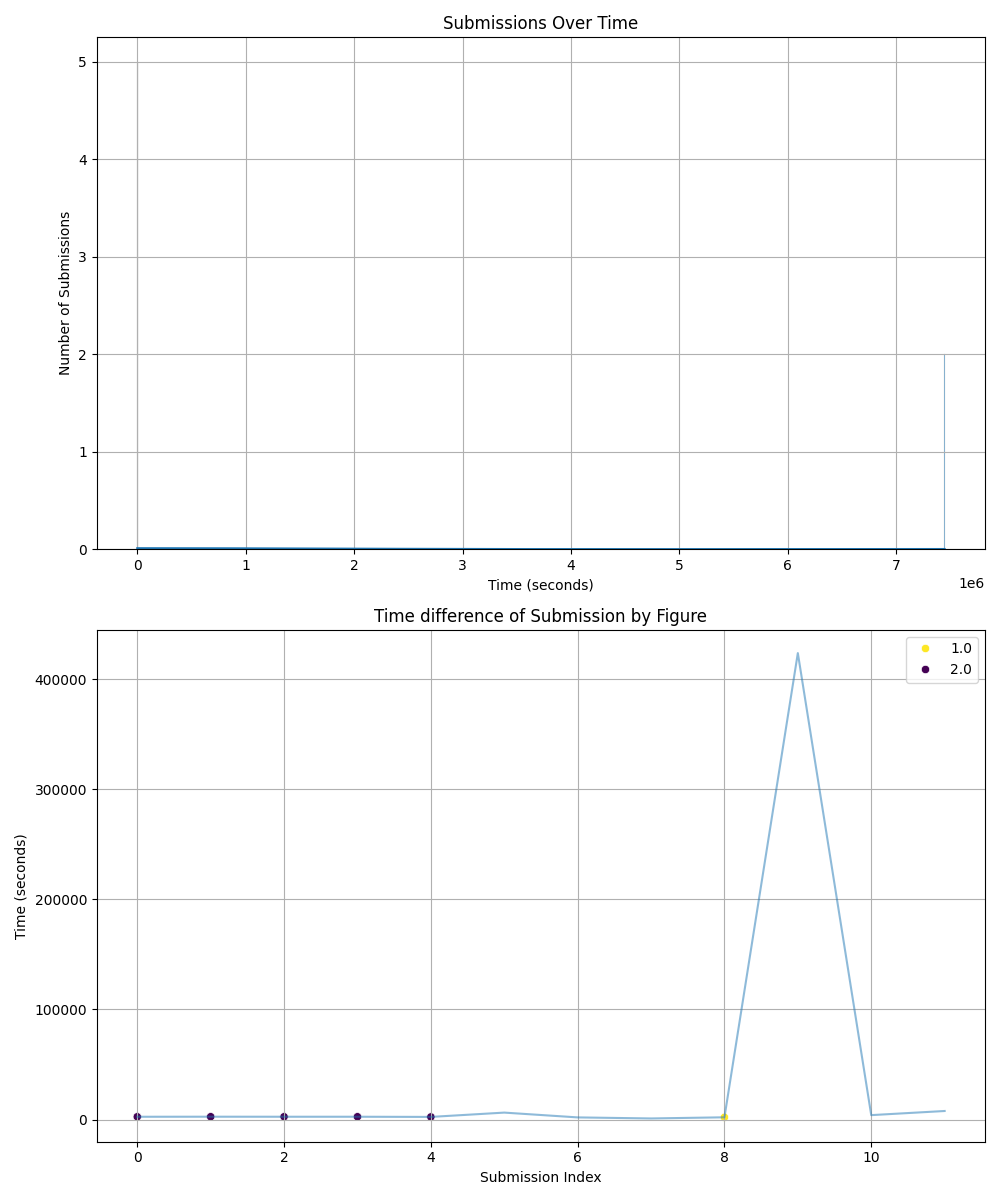 Submissions Over Time
5
4
3
2
1
0
Number of Submissions
0 1 2 3 4 5 6 7
1e6
Time (seconds)
Time difference of Submission by Figure
1.0
2.0
400000
300000
200000
100000
0
Time (seconds)
0 2 4 6 8 10
Submission Index